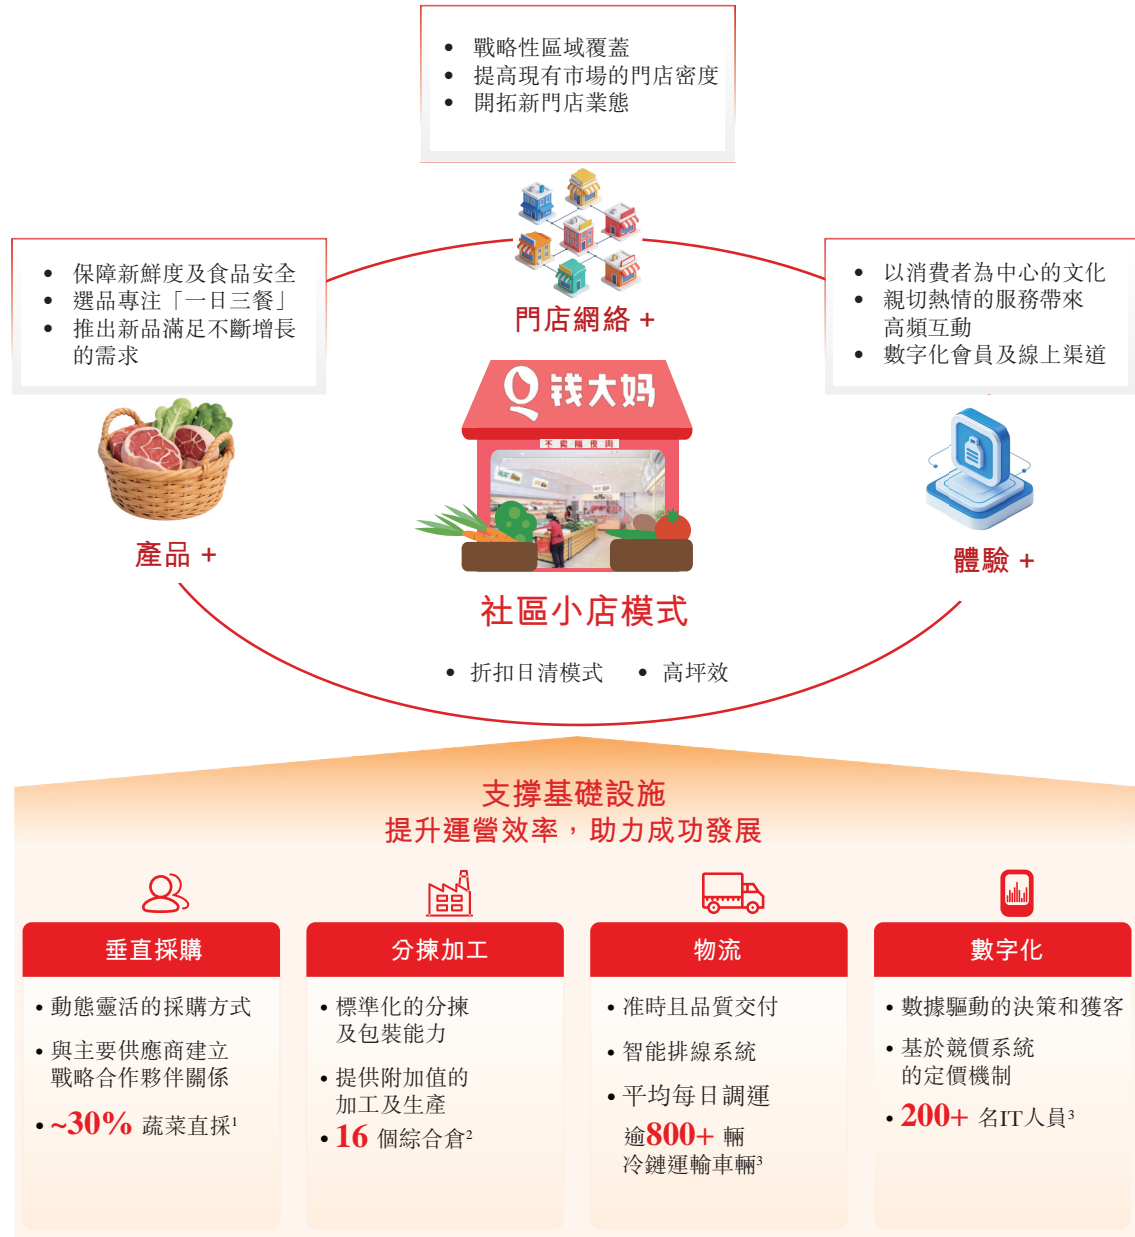 • 戰略性區域覆蓋
• 提高現有市場的門店密度
• 開拓新門店業態
門店網絡 +
• 保障新鮮度及食品安全
• 選品專注「一日三餐」
• 推出新品滿足不斷增長
的需求
產品 +
• 以消費者為中心的文化
• 親切熱情的服務帶來
高頻互動
• 數字化會員及線上渠道
體驗 +
钱大妈
不賣隔夜肉
社區小店模式
• 折扣日清模式 • 高坪效
支撐基礎設施
提升運營效率，助力成功發展
垂直採購
• 動態靈活的採購方式
• 與主要供應商建立
戰略合作夥伴關係
• ~30% 蔬菜直採¹
分揀加工
• 標準化的分揀
及包裝能力
• 提供附加值的
加工及生產
• 16 個綜合倉²
物流
• 准時且品質交付
• 智能排線系統
• 平均每日調運
逾800+ 輛
冷鏈運輸車輛³
數字化
• 數據驅動的決策和獲客
• 基於競價系統
的定價機制
• 200+ 名IT人員³